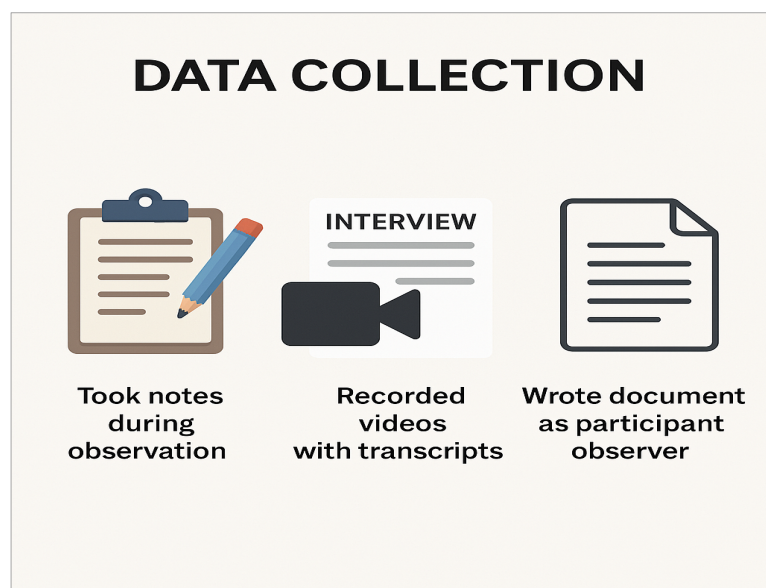 DATA COLLECTION
INTERVIEW
Took notes
during
observation
Recorded
videos
with transcripts
Wrote document
as participant
observer